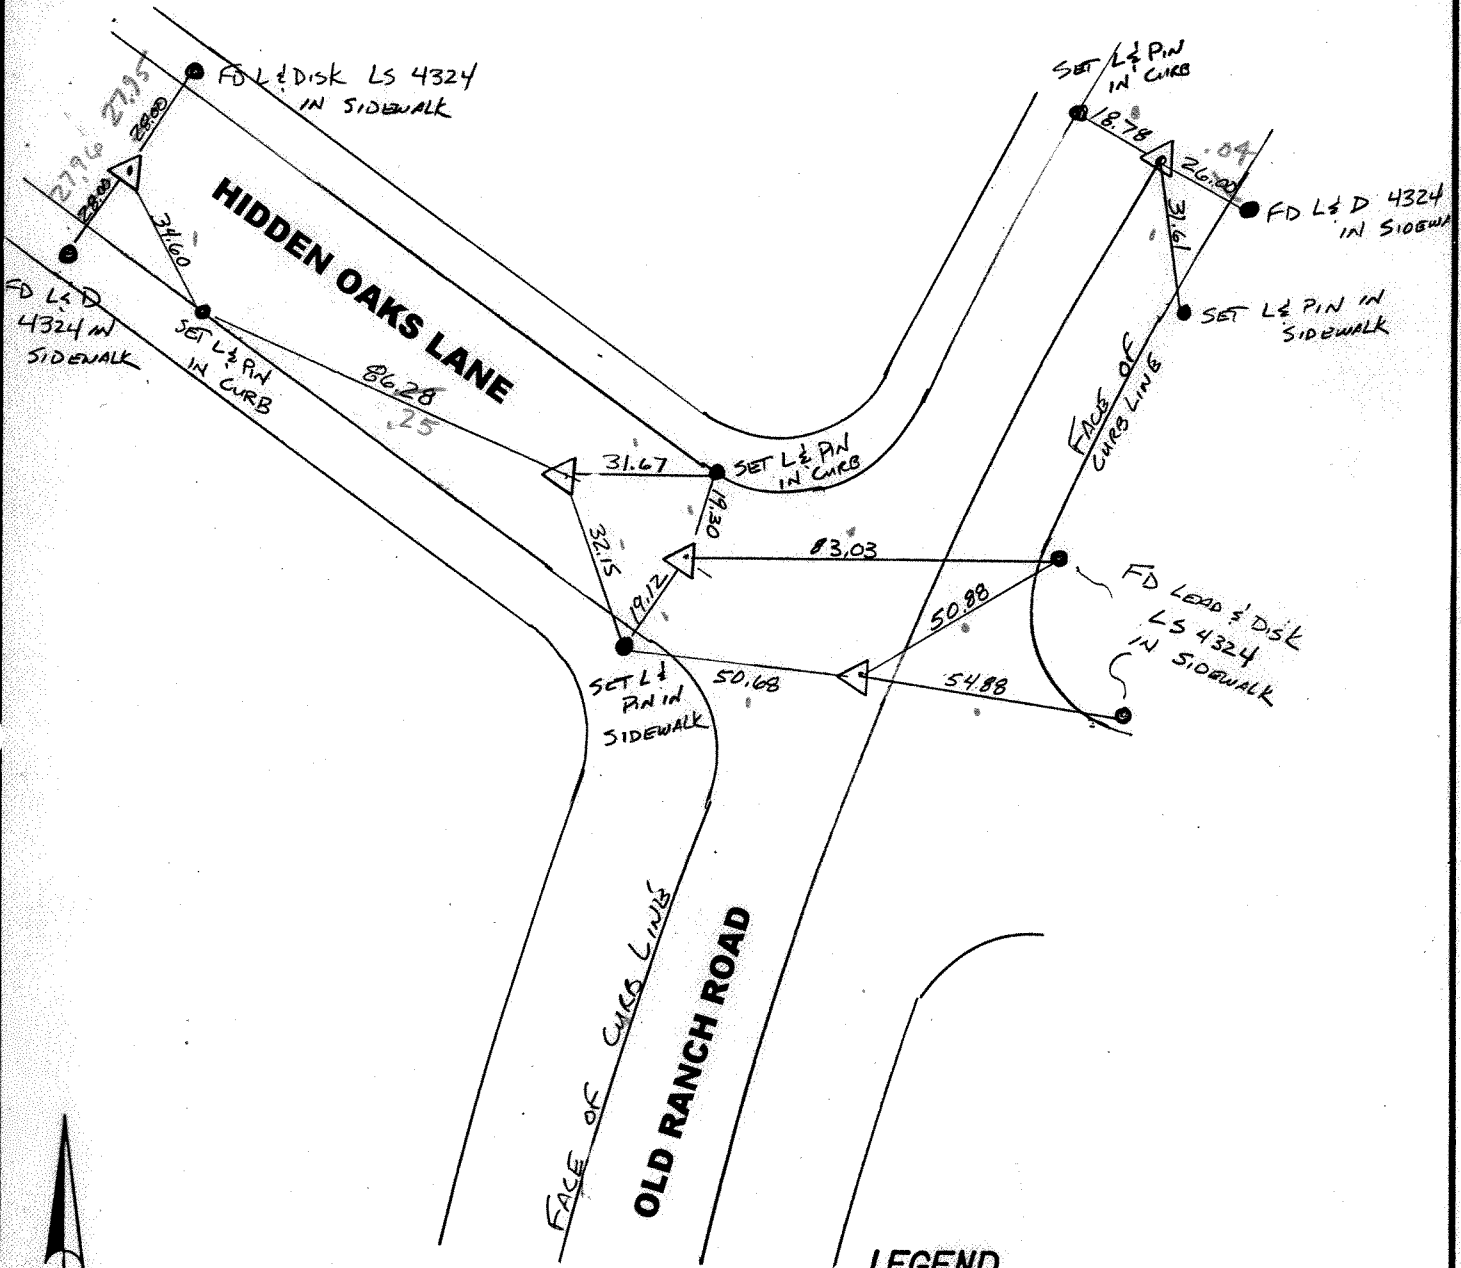 SET L & PIN
IN CURB
FD L & DISK LS 4324
IN SIDEWALK
27.95
28.00
27.96
28.00
34.60
18.78
.04
26.00
31.61
FD L & D 4324
IN SIDEWA
SET L & PIN IN
SIDEWALK
HIDDEN OAKS LANE
FD L & D
4324 IN
SIDEWALK
SET L & PIN
IN CURB
86.28
.25
FACE OF
CURB LINE
31.67
SET L & PIN
IN CURB
19.30
32.15
83.03
19.12
50.88
FD LEAD & DISK
LS 4324
IN SIDEWALK
50.68
54.88
SET L &
PIN IN
SIDEWALK
FACE OF CURB LINE
OLD RANCH ROAD
LEGEND